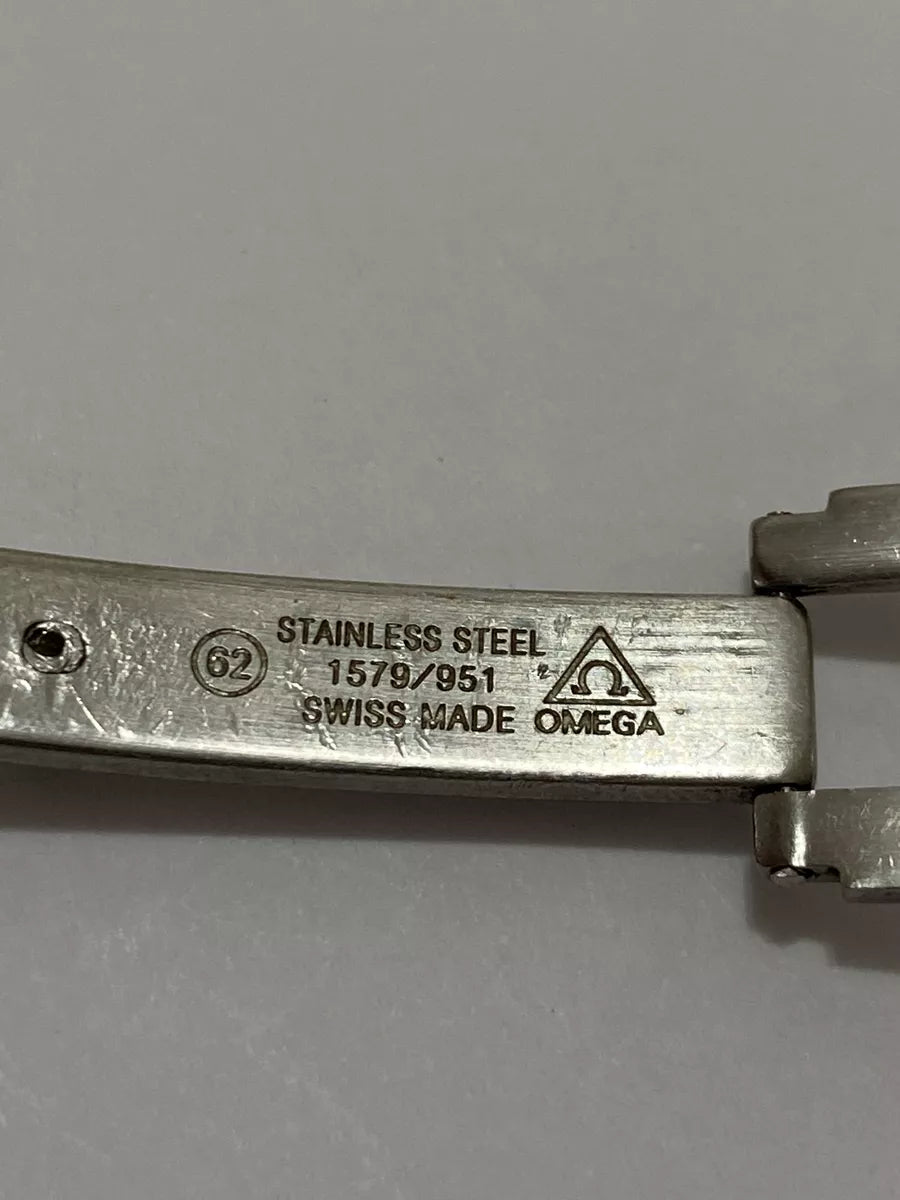 62
STAINLESS STEEL
1579/951
SWISS MADE
Ω
OMEGA